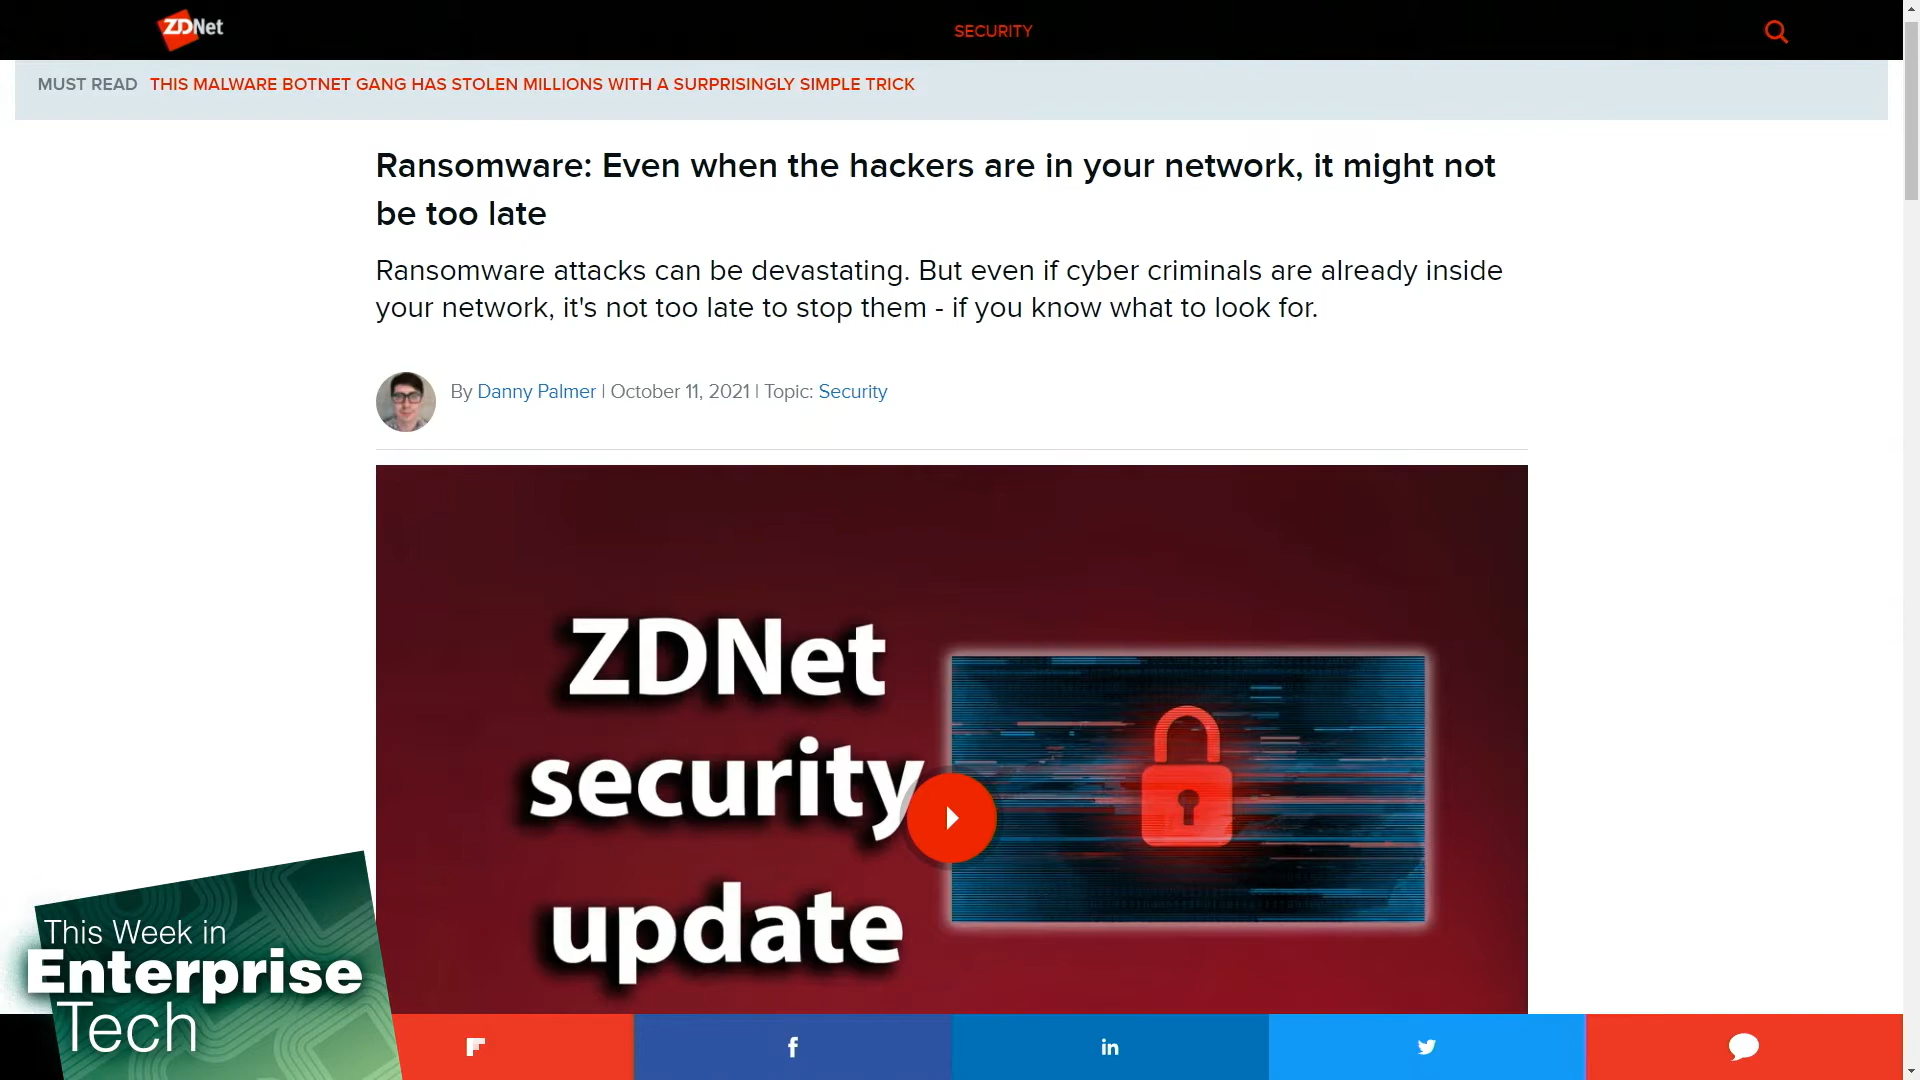 ZDNet
SECURITY
MUST READ THIS MALWARE BOTNET GANG HAS STOLEN MILLIONS WITH A SURPRISINGLY SIMPLE TRICK
Ransomware: Even when the hackers are in your network, it might not
be too late
Ransomware attacks can be devastating. But even if cyber criminals are already inside
your network, it's not too late to stop them - if you know what to look for.
By Danny Palmer | October 11, 2021 | Topic: Security
ZDNet
security
update
This Week in
Enterprise
Tech
f
in